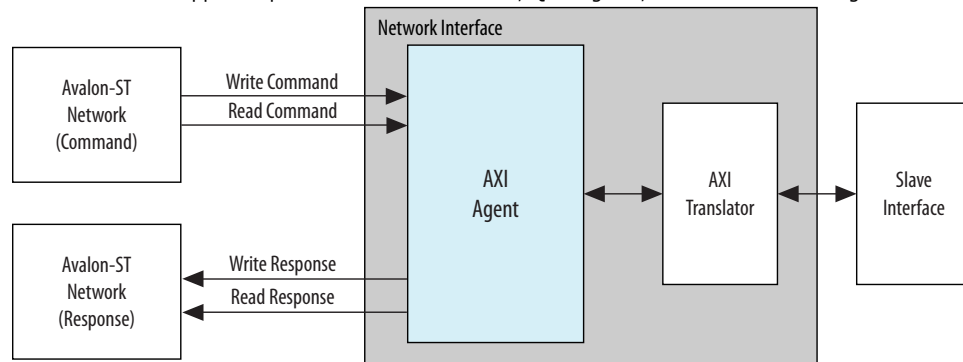 Network Interface
Avalon-ST
Network
(Command)
Write Command
Read Command
AXI
Agent
AXI
Translator
Slave
Interface
Avalon-ST
Network
(Response)
Write Response
Read Response